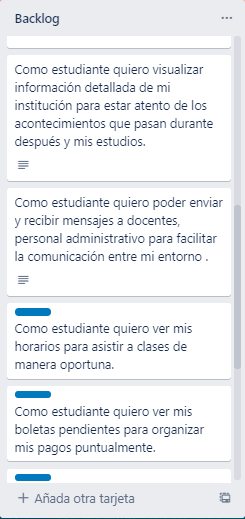 Backlog
Como estudiante quiero visualizar
información detallada de mi
institución para estar atento de los
acontecimientos que pasan durante
después y mis estudios.
Como estudiante quiero poder enviar
y recibir mensajes a docentes,
personal administrativo para facilitar
la comunicación entre mi entorno .
Como estudiante quiero ver mis
horarios para asistir a clases de
manera oportuna.
Como estudiante quiero ver mis
boletas pendientes para organizar
mis pagos puntualmente.
+ Añada otra tarjeta